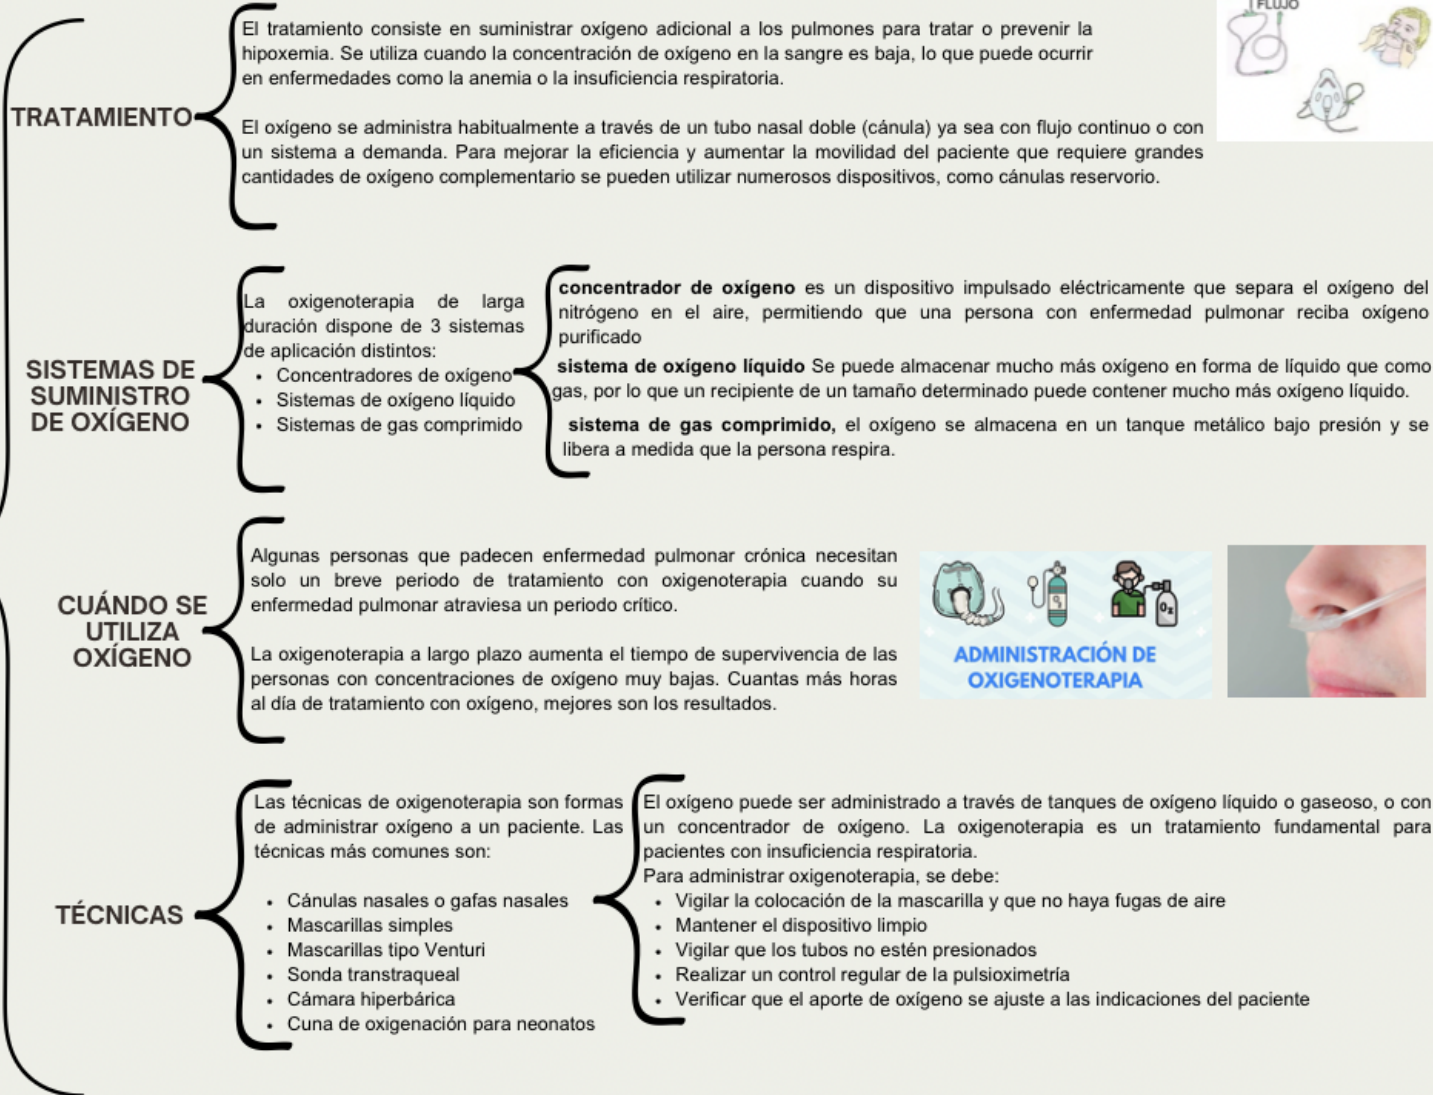 FLUJO
TRATAMIENTO
El tratamiento consiste en suministrar oxígeno adicional a los pulmones para tratar o prevenir la
hipoxemia. Se utiliza cuando la concentración de oxígeno en la sangre es baja, lo que puede ocurrir
en enfermedades como la anemia o la insuficiencia respiratoria.
El oxígeno se administra habitualmente a través de un tubo nasal doble (cánula) ya sea con flujo continuo o con
un sistema a demanda. Para mejorar la eficiencia y aumentar la movilidad del paciente que requiere grandes
cantidades de oxígeno complementario se pueden utilizar numerosos dispositivos, como cánulas reservorio.
SISTEMAS DE
SUMINISTRO
DE OXÍGENO
La oxigenoterapia de larga
duración dispone de 3 sistemas
de aplicación distintos:
• Concentradores de oxígeno
• Sistemas de oxígeno líquido
• Sistemas de gas comprimido
concentrador de oxígeno es un dispositivo impulsado eléctricamente que separa el oxígeno del
nitrógeno en el aire, permitiendo que una persona con enfermedad pulmonar reciba oxígeno
purificado
sistema de oxígeno líquido Se puede almacenar mucho más oxígeno en forma de líquido que como
gas, por lo que un recipiente de un tamaño determinado puede contener mucho más oxígeno líquido.
sistema de gas comprimido, el oxígeno se almacena en un tanque metálico bajo presión y se
libera a medida que la persona respira.
CUÁNDO SE
UTILIZA
OXÍGENO
Algunas personas que padecen enfermedad pulmonar crónica necesitan
solo un breve periodo de tratamiento con oxigenoterapia cuando su
enfermedad pulmonar atraviesa un periodo crítico.
La oxigenoterapia a largo plazo aumenta el tiempo de supervivencia de las
personas con concentraciones de oxígeno muy bajas. Cuantas más horas
al día de tratamiento con oxígeno, mejores son los resultados.
O₂
O₂
ADMINISTRACIÓN DE
OXIGENOTERAPIA
TÉCNICAS
Las técnicas de oxigenoterapia son formas
de administrar oxígeno a un paciente. Las
técnicas más comunes son:
• Cánulas nasales o gafas nasales
• Mascarillas simples
• Mascarillas tipo Venturi
• Sonda transtraqueal
• Cámara hiperbárica
• Cuna de oxigenación para neonatos
El oxígeno puede ser administrado a través de tanques de oxígeno líquido o gaseoso, o con
un concentrador de oxígeno. La oxigenoterapia es un tratamiento fundamental para
pacientes con insuficiencia respiratoria.
Para administrar oxigenoterapia, se debe:
• Vigilar la colocación de la mascarilla y que no haya fugas de aire
• Mantener el dispositivo limpio
• Vigilar que los tubos no estén presionados
• Realizar un control regular de la pulsioximetría
• Verificar que el aporte de oxígeno se ajuste a las indicaciones del paciente